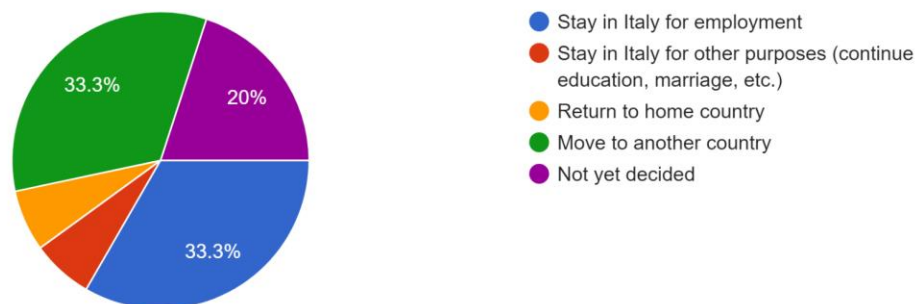 33.3%
20%
33.3%
Stay in Italy for employment
Stay in Italy for other purposes (continue
education, marriage, etc.)
Return to home country
Move to another country
Not yet decided